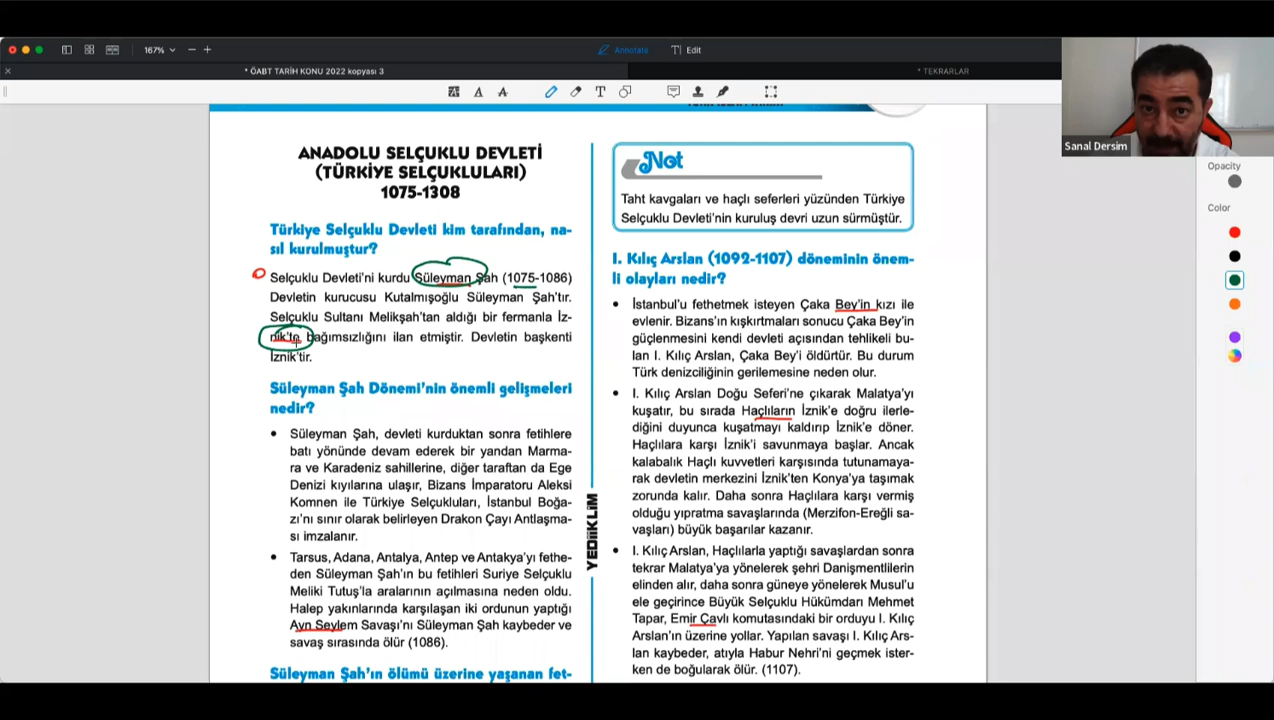 167%
Annotate
Edit
* ÖABT TARİH KONU 2022 kopyası 3
* TEKRARLAR
Sanal Dersim
Opacity
Color
ANADOLU SELÇUKLU DEVLETİ
(TÜRKİYE SELÇUKLULARI)
1075-1308
Türkiye Selçuklu Devleti kim tarafından, na-
sıl kurulmuştur?
Selçuklu Devleti'ni kurdu Süleyman Şah (1075-1086)
Devletin kurucusu Kutalmışoğlu Süleyman Şah'tır.
Selçuklu Sultanı Melikşah'tan aldığı bir fermanla İz-
nik'te bağımsızlığını ilan etmiştir. Devletin başkenti
İznik'tir.
Süleyman Şah Dönemi'nin önemli gelişmeleri
nedir?
• Süleyman Şah, devleti kurduktan sonra fetihlere
batı yönünde devam ederek bir yandan Marma-
ra ve Karadeniz sahillerine, diğer taraftan da Ege
Denizi kıyılarına ulaşır, Bizans İmparatoru Aleksi
Komnen ile Türkiye Selçukluları, İstanbul Boğa-
zı'nı sınır olarak belirleyen Drakon Çayı Antlaşma-
sı imzalanır.
• Tarsus, Adana, Antalya, Antep ve Antakya'yı fethe-
den Süleyman Şah'ın bu fetihleri Suriye Selçuklu
Meliki Tutuş'la aralarının açılmasına neden oldu.
Halep yakınlarında karşılaşan iki ordunun yaptığı
Ayn Seylem Savaşı'nı Süleyman Şah kaybeder ve
savaş sırasında ölür (1086).
Süleyman Şah'ın ölümü üzerine yaşanan fet-
YEDİİKLİM
Not
Taht kavgaları ve haçlı seferleri yüzünden Türkiye
Selçuklu Devleti'nin kuruluş devri uzun sürmüştür.
I. Kılıç Arslan (1092-1107) döneminin önem-
li olayları nedir?
• İstanbul'u fethetmek isteyen Çaka Bey'in kızı ile
evlenir. Bizans'ın kışkırtmaları sonucu Çaka Bey'in
güçlenmesini kendi devleti açısından tehlikeli bu-
lan I. Kılıç Arslan, Çaka Bey'i öldürtür. Bu durum
Türk denizciliğinin gerilemesine neden olur.
• I. Kılıç Arslan Doğu Seferi'ne çıkarak Malatya'yı
kuşatır, bu sırada Haçlıların İznik'e doğru ilerle-
diğini duyunca kuşatmayı kaldırıp İznik'e döner.
Haçlılara karşı İznik'i savunmaya başlar. Ancak
kalabalık Haçlı kuvvetleri karşısında tutunamaya-
rak devletin merkezini İznik'ten Konya'ya taşımak
zorunda kalır. Daha sonra Haçlılara karşı vermiş
olduğu yıpratma savaşlarında (Merzifon-Ereğli sa-
vaşları) büyük başarılar kazanır.
• I. Kılıç Arslan, Haçlılarla yaptığı savaşlardan sonra
tekrar Malatya'ya yönelerek şehri Danişmentlilerin
elinden alır, daha sonra güneye yönelerek Musul'u
ele geçirince Büyük Selçuklu Hükümdarı Mehmet
Tapar, Emir Çavlı komutasındaki bir orduyu I. Kılıç
Arslan'ın üzerine yollar. Yapılan savaşı I. Kılıç Ars-
lan kaybeder, atıyla Habur Nehri'ni geçmek ister-
ken de boğularak ölür. (1107).